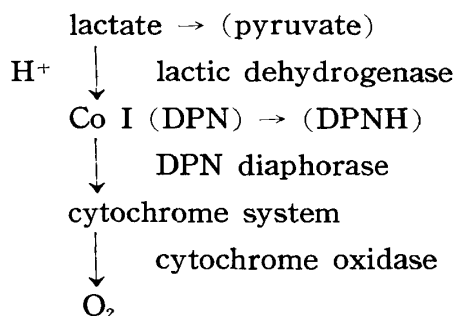 lactate → (pyruvate)
H⁺ lactic dehydrogenase
Co I (DPN) → (DPNH)
DPN diaphorase
cytochrome system
cytochrome oxidase
O₂